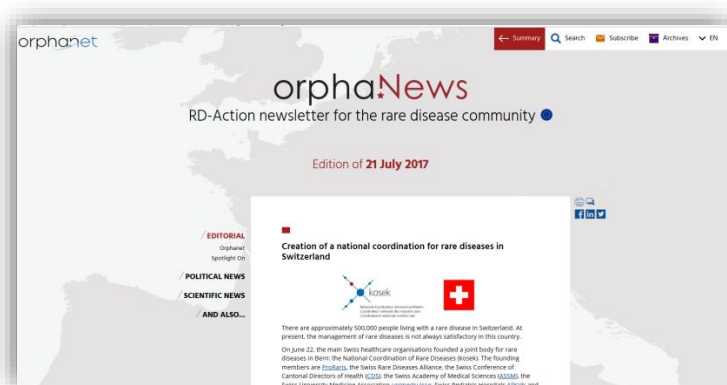 orphanet
Summary Search Subscribe Archives EN
orphaNews
RD-Action newsletter for the rare disease community
Edition of 21 July 2017
/ EDITORIAL
Orphanet
Spotlight On
/ POLITICAL NEWS
/ SCIENTIFIC NEWS
/ AND ALSO...
Creation of a national coordination for rare diseases in
Switzerland
kosek
There are approximately 500.000 people living with a rare disease in Switzerland. At
present, the management of rare diseases is not always satisfactory in this country.
On June 22, the main Swiss healthcare organisations founded a joint body for rare
diseases in Bern: the National Coordination of Rare Diseases (kosek). The founding
members are ProRaris, the Swiss Rare Diseases Alliance, the Swiss Conference of
Cantonal Directors of Health (CDS), the Swiss Academy of Medical Sciences (ASSM), the